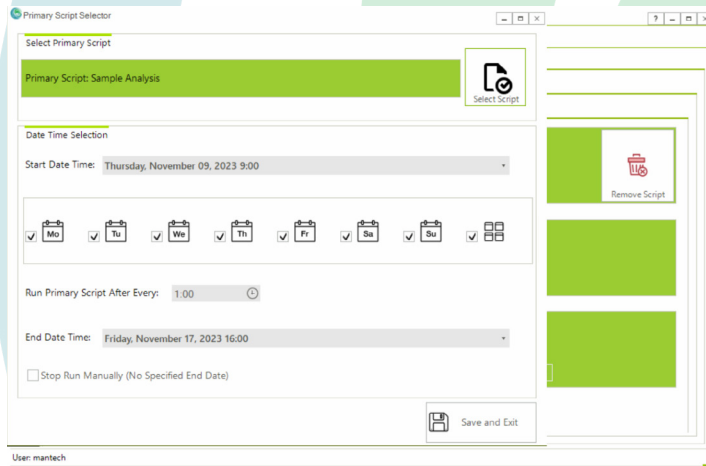 Primary Script Selector
Select Primary Script
Primary Script: Sample Analysis
Select Script
Date Time Selection
Start Date Time: Thursday, November 09, 2023 9:00
Mo Tu We Th Fr Sa Su
Run Primary Script After Every: 1:00
End Date Time: Friday, November 17, 2023 16:00
Stop Run Manually (No Specified End Date)
Save and Exit
Remove Script
User: mantech